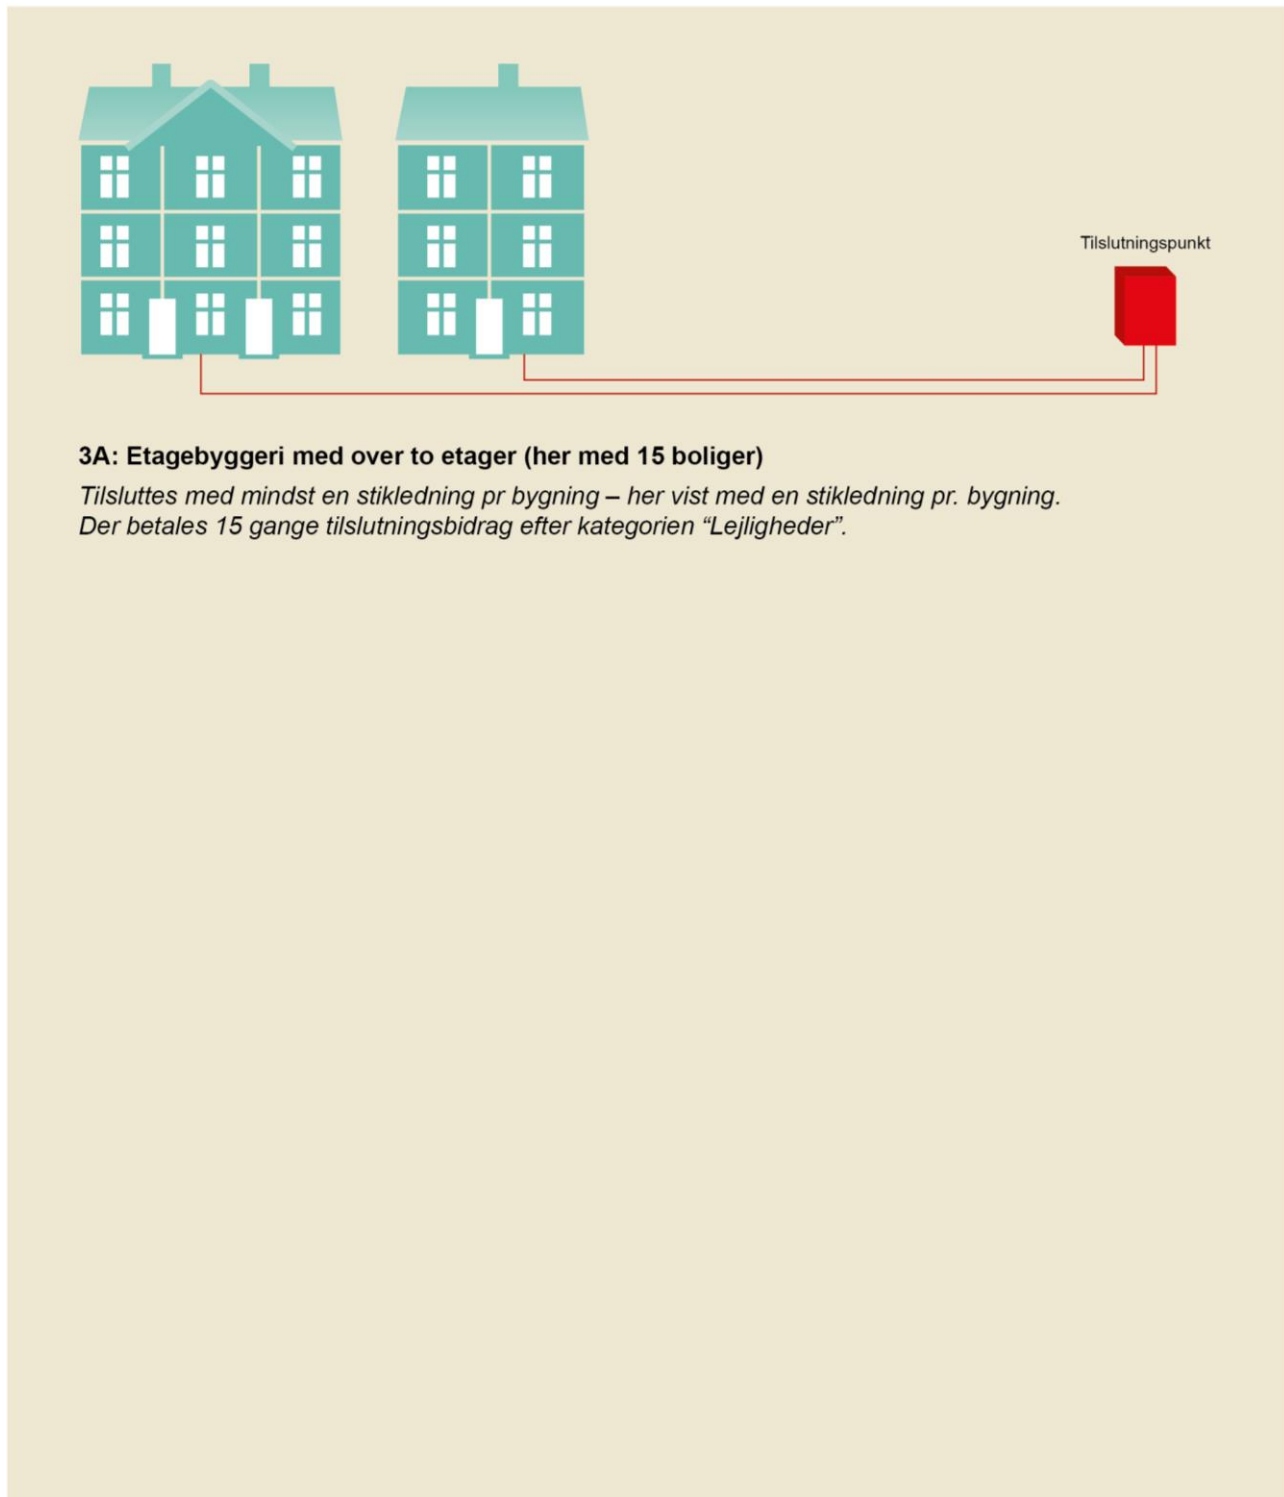 Tilslutningspunkt
3A: Etagebyggeri med over to etager (her med 15 boliger)
Tilsluttes med mindst en stikledning pr bygning – her vist med en stikledning pr. bygning.
Der betales 15 gange tilslutningsbidrag efter kategorien “Lejligheder”.